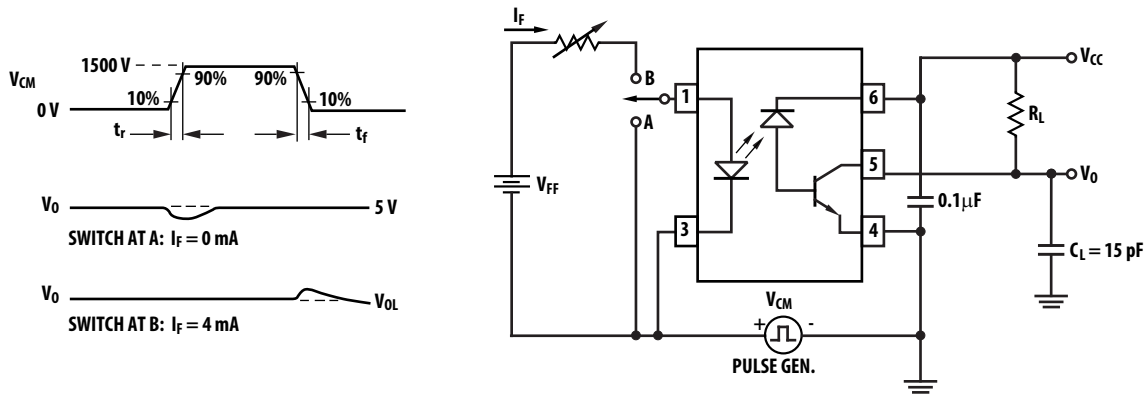 1500 V
V_CM
90% 90%
10% 10%
0 V
t_r t_f
V_O 5 V
SWITCH AT A: I_F = 0 mA
V_O V_OL
SWITCH AT B: I_F = 4 mA
I_F
B
A
V_FF
1
3
6
5
4
V_CC
R_L
V_O
0.1µF
C_L = 15 pF
V_CM
+ -
PULSE GEN.